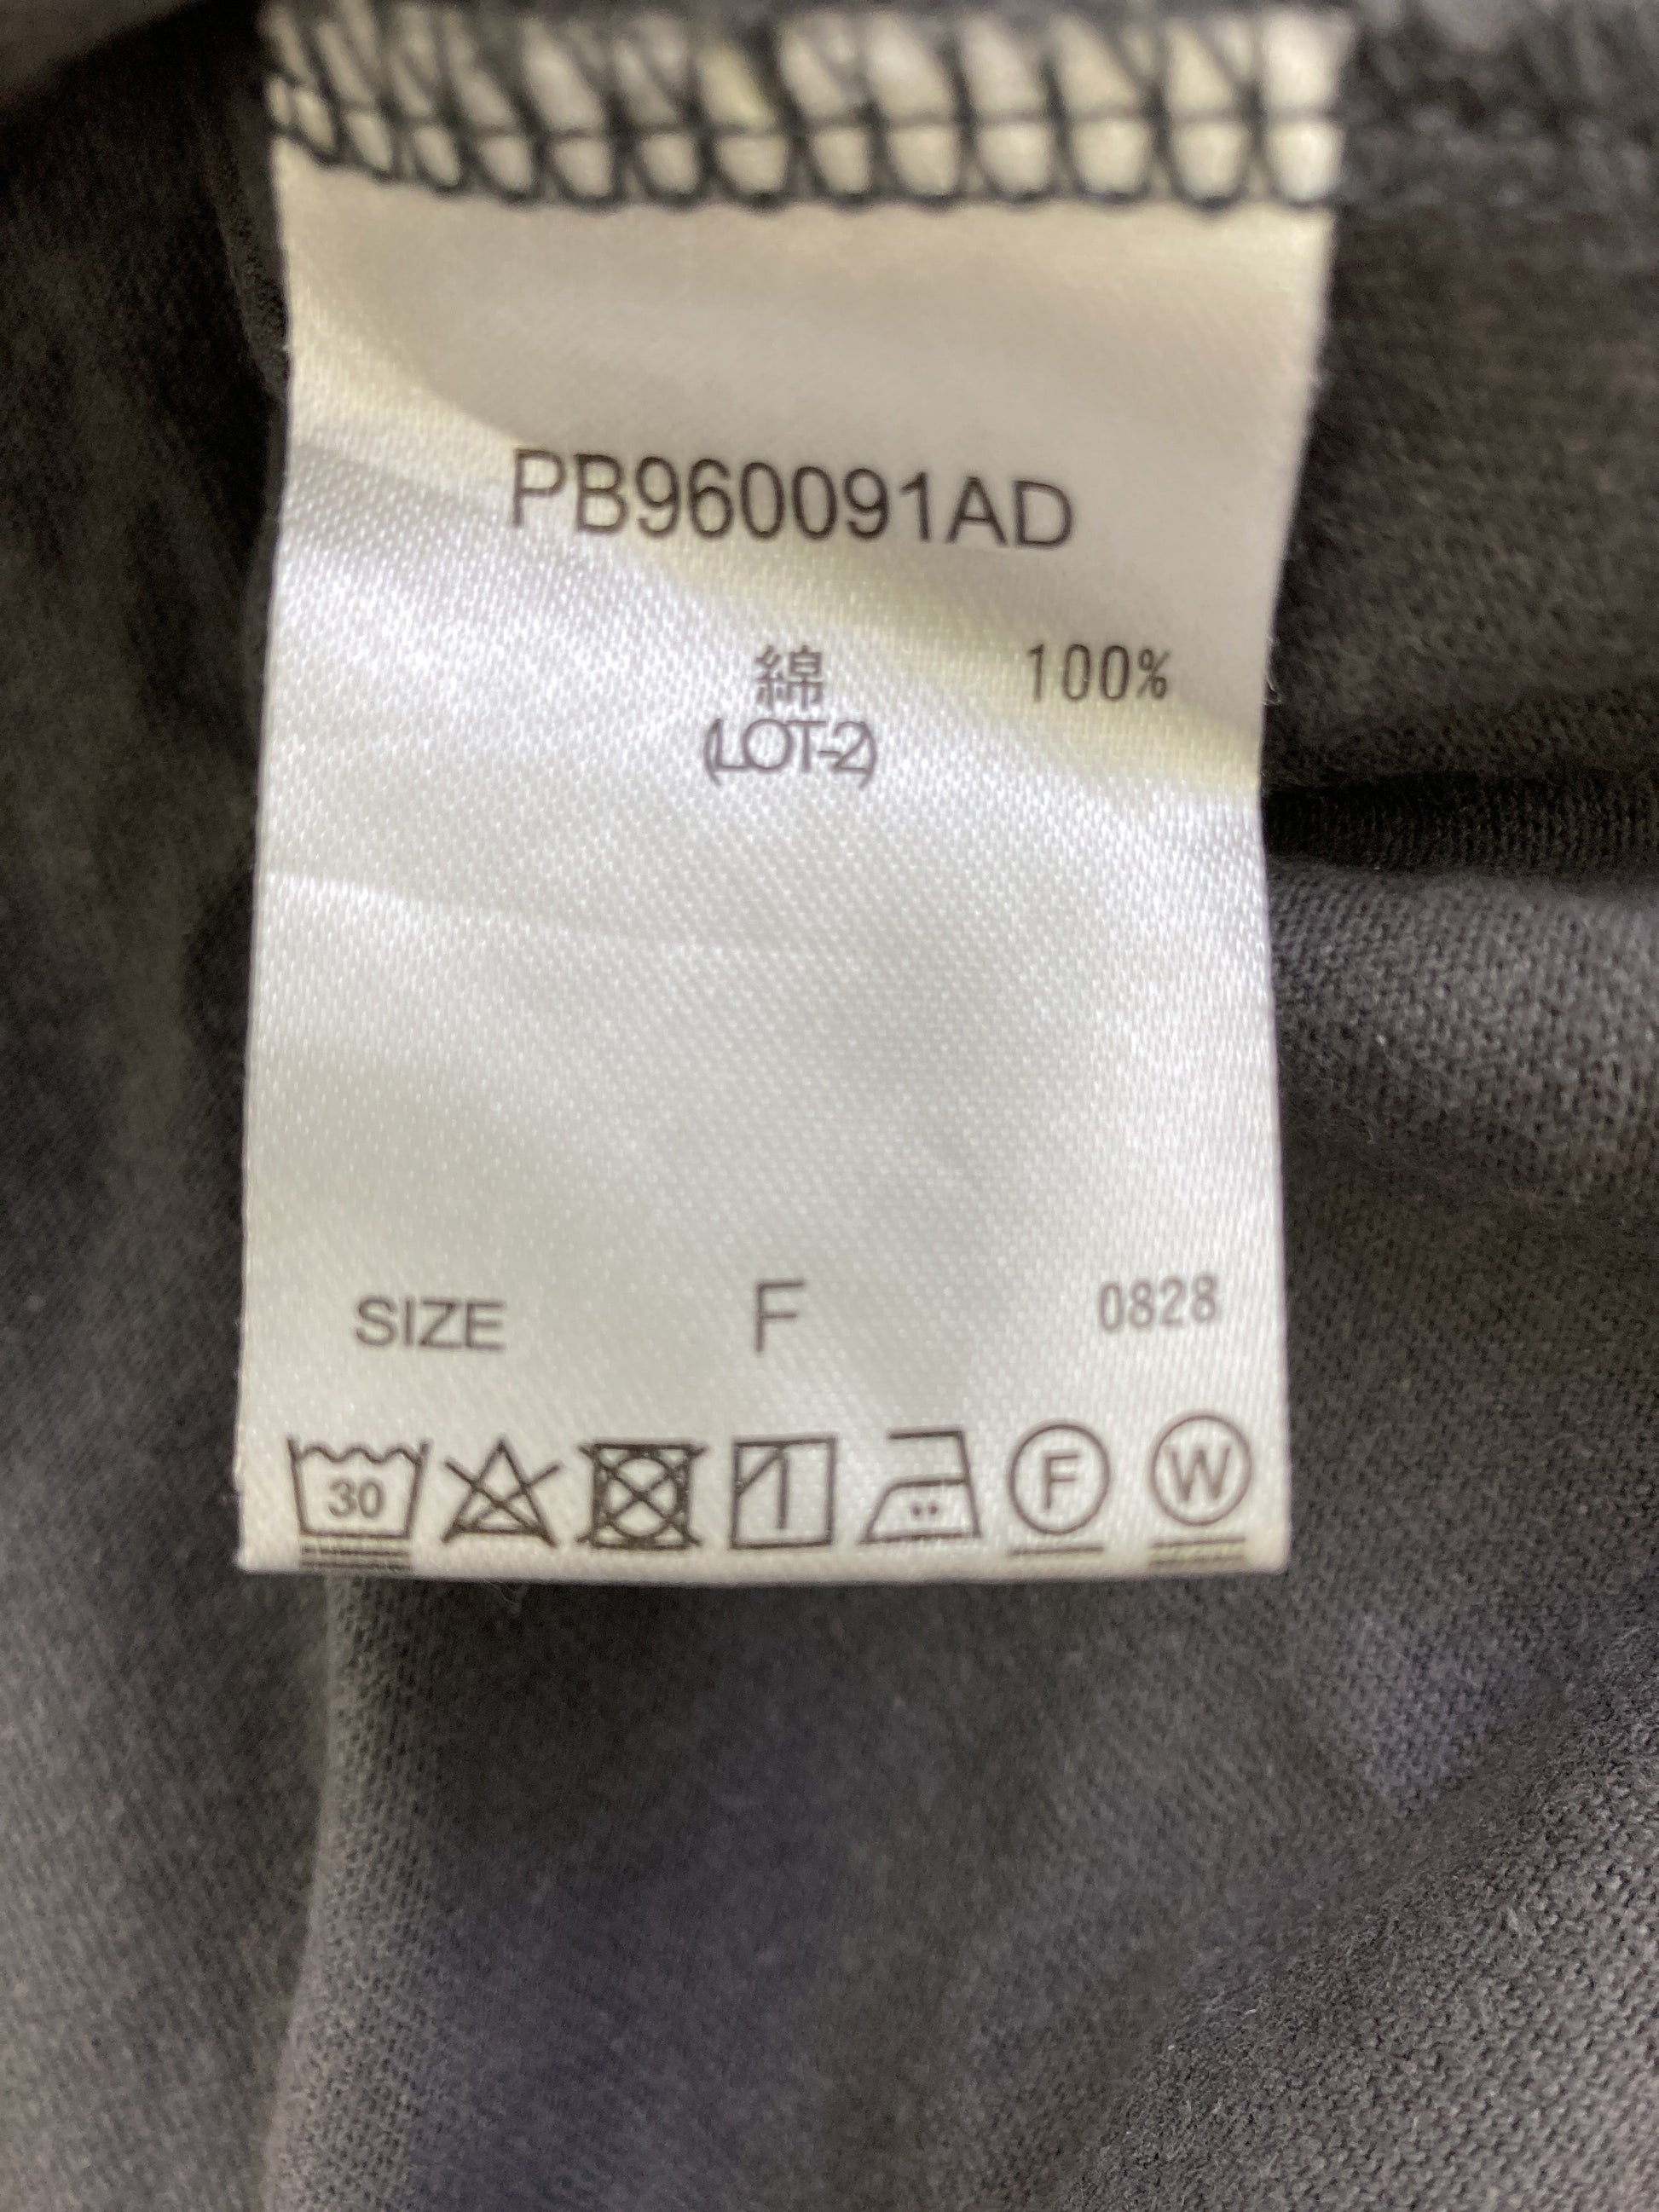 PB960091AD
綿 100%
(LOT-2)
SIZE F 0828
30 F W